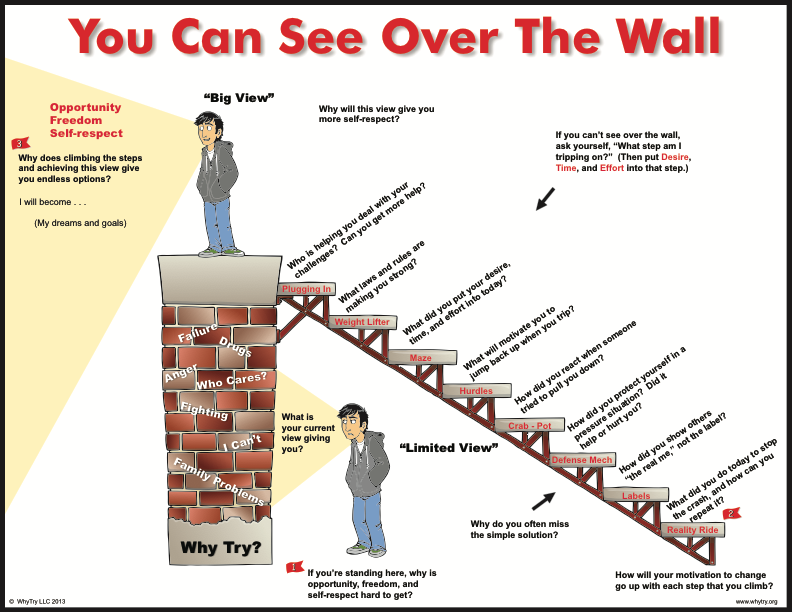 You Can See Over The Wall
“Big View”
Opportunity
Freedom
Self-respect
3
Why does climbing the steps
and achieving this view give
you endless options?
I will become . . .
(My dreams and goals)
Why will this view give you
more self-respect?
If you can’t see over the wall,
ask yourself, “What step am I
tripping on?”  (Then put Desire,
Time, and Effort into that step.)
Who is helping you deal with your
challenges?  Can you get more help?
Plugging In
What laws and rules are
making you strong?
Weight Lifter
What did you put your desire,
time, and effort into today?
Maze
What will motivate you to
jump back up when you trip?
Hurdles
How did you react when someone
tried to pull you down?
Crab - Pot
How did you protect yourself in a
pressure situation?  Did it
help or hurt you?
Defense Mech
How did you show others
“the real me,” not the label?
Labels
What did you do today to stop
the crash, and how can you
repeat it?
Reality Ride
2
Failure
Drugs
Anger
Who Cares?
Fighting
I Can't
Family Problems
Why Try?
What is
your current
view giving
you?
“Limited View”
Why do you often miss
the simple solution?
1
If you’re standing here, why is
opportunity, freedom, and
self-respect hard to get?
How will your motivation to change
go up with each step that you climb?
© WhyTry LLC 2013
www.whytry.org